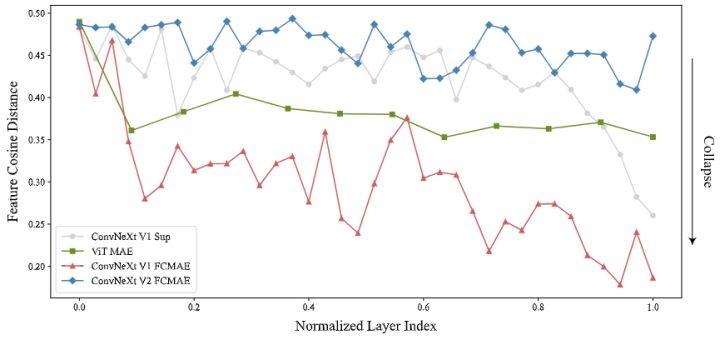 0.50
0.45
0.40
0.35
0.30
0.25
0.20
Feature Cosine Distance
Collapse
ConvNeXt V1 Sup
ViT MAE
ConvNeXt V1 FCMAE
ConvNeXt V2 FCMAE
0.0 0.2 0.4 0.6 0.8 1.0
Normalized Layer Index